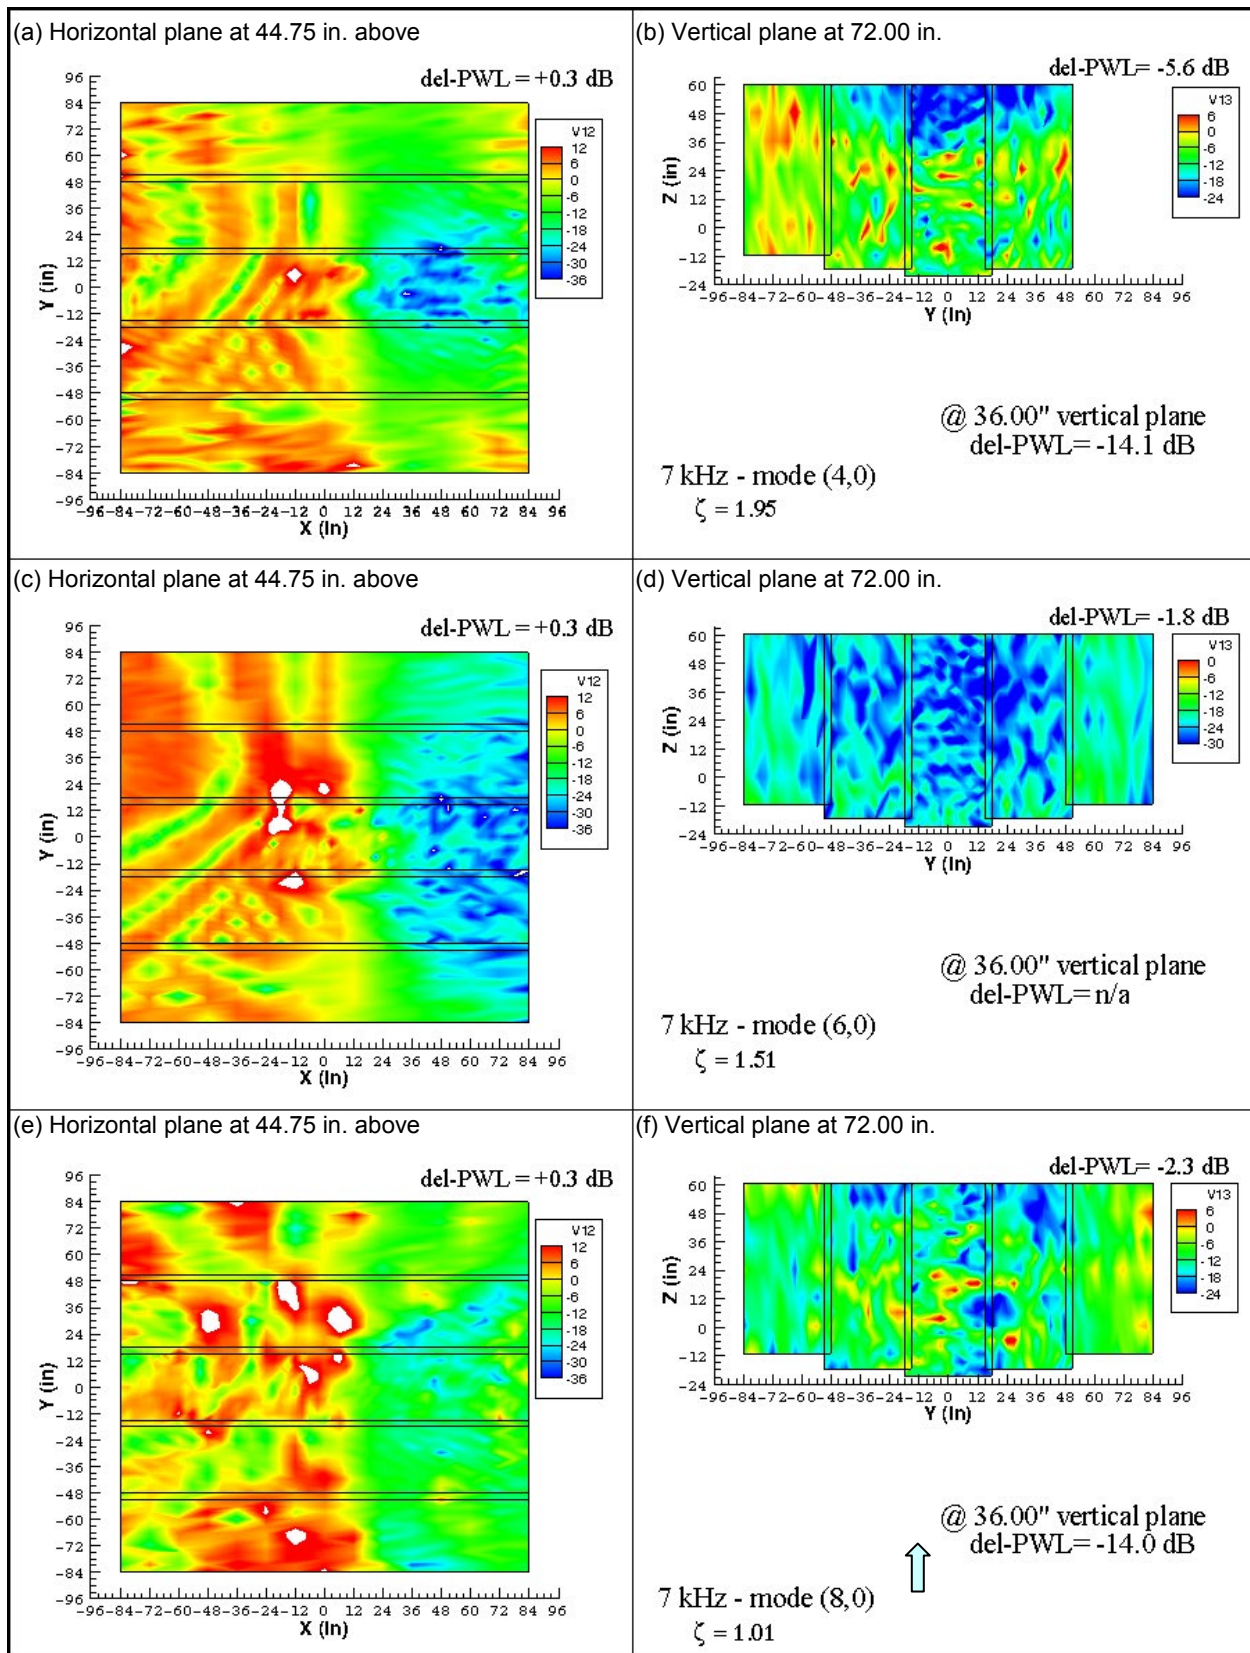 (a) Horizontal plane at 44.75 in. above
del-PWL = +0.3 dB
96
84
72
60
48
36
24
12
0
-12
-24
-36
-48
-60
-72
-84
-96
Y (in)
-96-84-72-60-48-36-24-12 0 12 24 36 48 60 72 84 96
X (in)
V12
12
6
0
-6
-12
-18
-24
-30
-36
(b) Vertical plane at 72.00 in.
del-PWL= -5.6 dB
60
48
36
24
12
0
-12
-24
Z (in)
-96-84-72-60-48-36-24-12 0 12 24 36 48 60 72 84 96
Y (in)
V13
6
0
-6
-12
-18
-24
@ 36.00" vertical plane
del-PWL= -14.1 dB
7 kHz - mode (4,0)
ζ = 1.95
(c) Horizontal plane at 44.75 in. above
del-PWL = +0.3 dB
96
84
72
60
48
36
24
12
0
-12
-24
-36
-48
-60
-72
-84
-96
Y (in)
-96-84-72-60-48-36-24-12 0 12 24 36 48 60 72 84 96
X (in)
V12
12
6
0
-6
-12
-18
-24
-30
-36
(d) Vertical plane at 72.00 in.
del-PWL= -1.8 dB
60
48
36
24
12
0
-12
-24
Z (in)
-96-84-72-60-48-36-24-12 0 12 24 36 48 60 72 84 96
Y (in)
V13
0
-6
-12
-18
-24
-30
@ 36.00" vertical plane
del-PWL= n/a
7 kHz - mode (6,0)
ζ = 1.51
(e) Horizontal plane at 44.75 in. above
del-PWL = +0.3 dB
96
84
72
60
48
36
24
12
0
-12
-24
-36
-48
-60
-72
-84
-96
Y (in)
-96-84-72-60-48-36-24-12 0 12 24 36 48 60 72 84 96
X (in)
V12
12
6
0
-6
-12
-18
-24
-30
-36
(f) Vertical plane at 72.00 in.
del-PWL= -2.3 dB
60
48
36
24
12
0
-12
-24
Z (in)
-96-84-72-60-48-36-24-12 0 12 24 36 48 60 72 84 96
Y (in)
V13
6
0
-6
-12
-18
-24
@ 36.00" vertical plane
del-PWL= -14.0 dB
7 kHz - mode (8,0)
ζ = 1.01